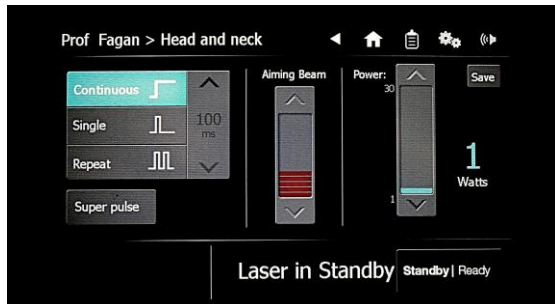 Prof Fagan > Head and neck
Continuous
Single
Repeat
100
ms
Super pulse
Aiming Beam
Power:
30
1
Save
1
Watts
Laser in Standby
Standby | Ready